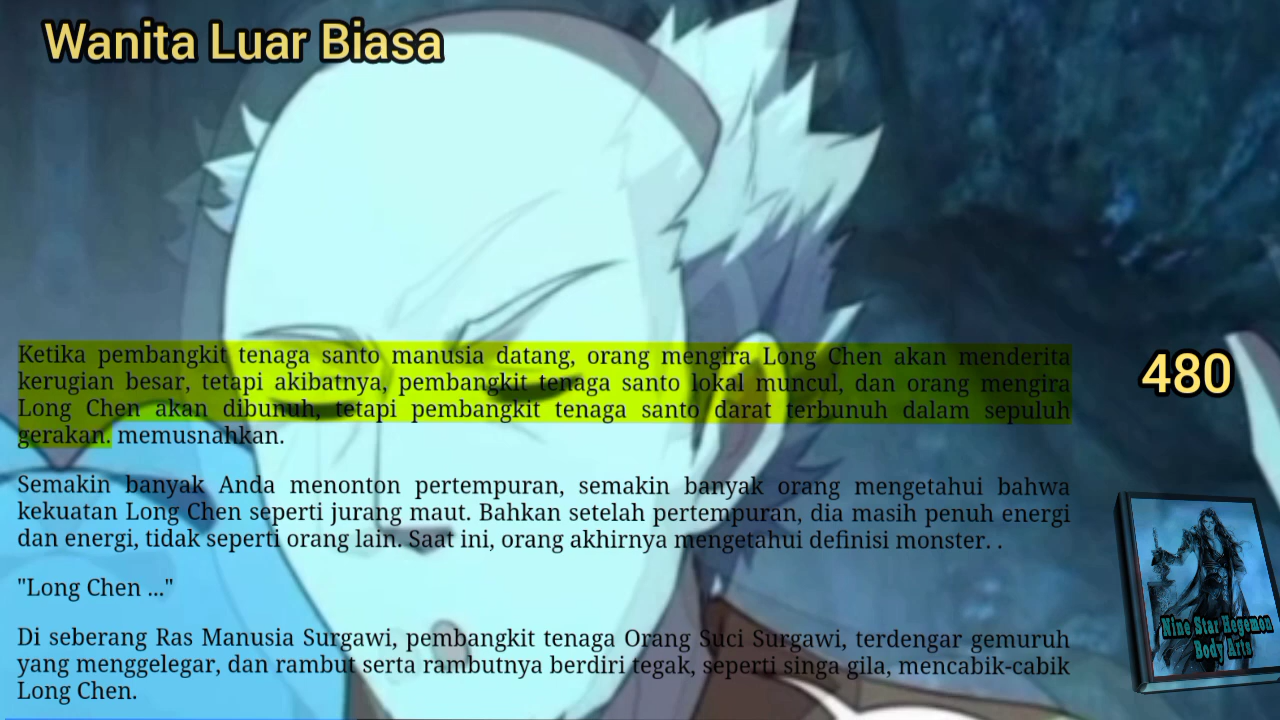 Wanita Luar Biasa
Ketika pembangkit tenaga santo manusia datang, orang mengira Long Chen akan menderita
kerugian besar, tetapi akibatnya, pembangkit tenaga santo lokal muncul, dan orang mengira
Long Chen akan dibunuh, tetapi pembangkit tenaga santo darat terbunuh dalam sepuluh
gerakan. memusnahkan.
480
Semakin banyak Anda menonton pertempuran, semakin banyak orang mengetahui bahwa
kekuatan Long Chen seperti jurang maut. Bahkan setelah pertempuran, dia masih penuh energi
dan energi, tidak seperti orang lain. Saat ini, orang akhirnya mengetahui definisi monster. .
"Long Chen ..."
Di seberang Ras Manusia Surgawi, pembangkit tenaga Orang Suci Surgawi, terdengar gemuruh
yang menggelegar, dan rambut serta rambutnya berdiri tegak, seperti singa gila, mencabik-cabik
Long Chen.
Nine Star Hegemon
Body Arts